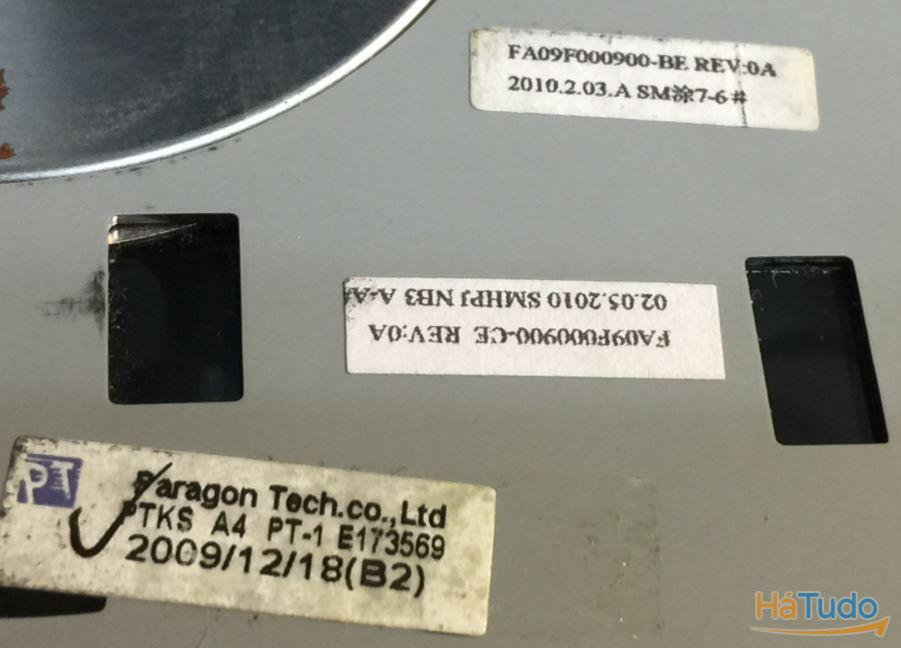 FA09F000900-BE REV:0A
2010.2.03.A SM涂7-6#
FA09F000900-CE REV:0A
02.05.2010 SMHPJ NB3 A-A
PT
Paragon Tech.co.,Ltd
PTKS A4 PT-1 E173569
2009/12/18(B2)
HáTudo